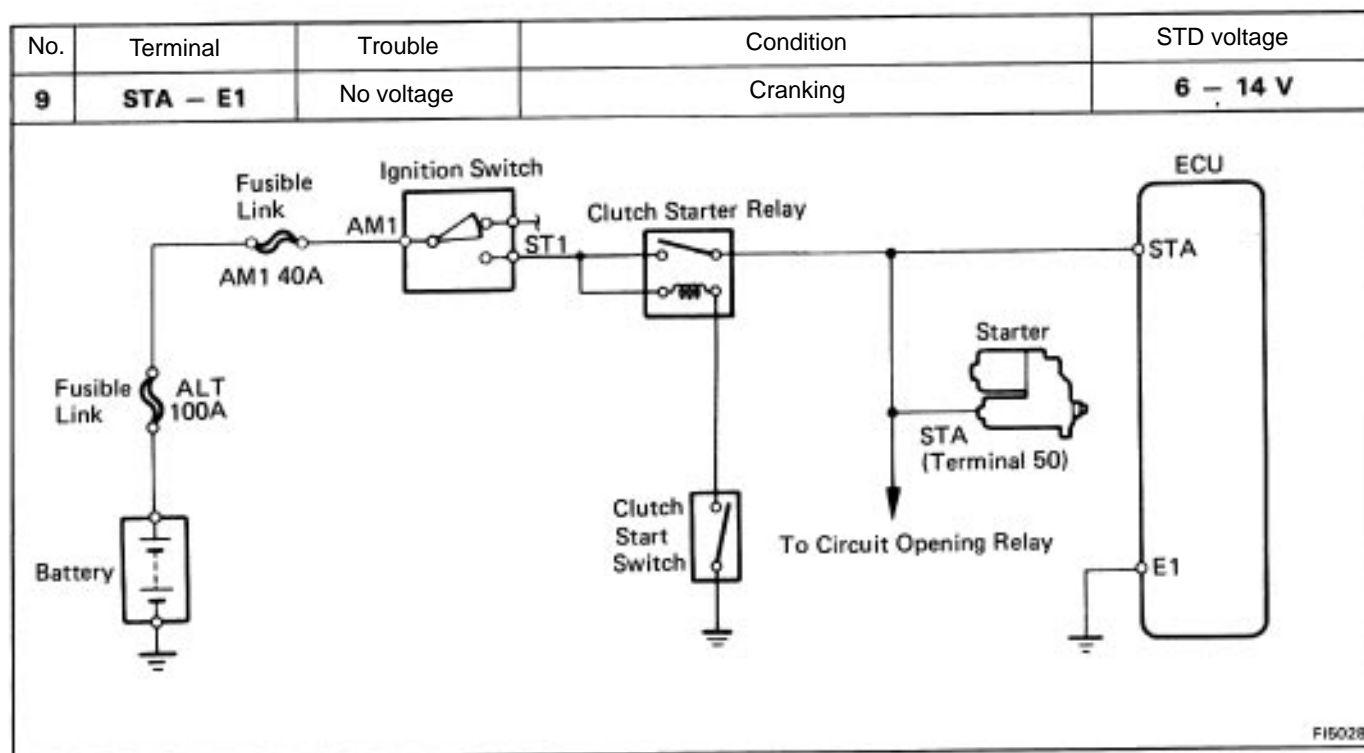 No. Terminal Trouble Condition STD voltage
9 STA – E1 No voltage Cranking 6 – 14 V
ECU
Ignition Switch
Fusible
Link
Clutch Starter Relay
AM1
ST1
STA
AM1 40A
Starter
Fusible
Link
ALT
100A
STA
(Terminal 50)
Clutch
Start
Switch
To Circuit Opening Relay
Battery
E1
FI5028